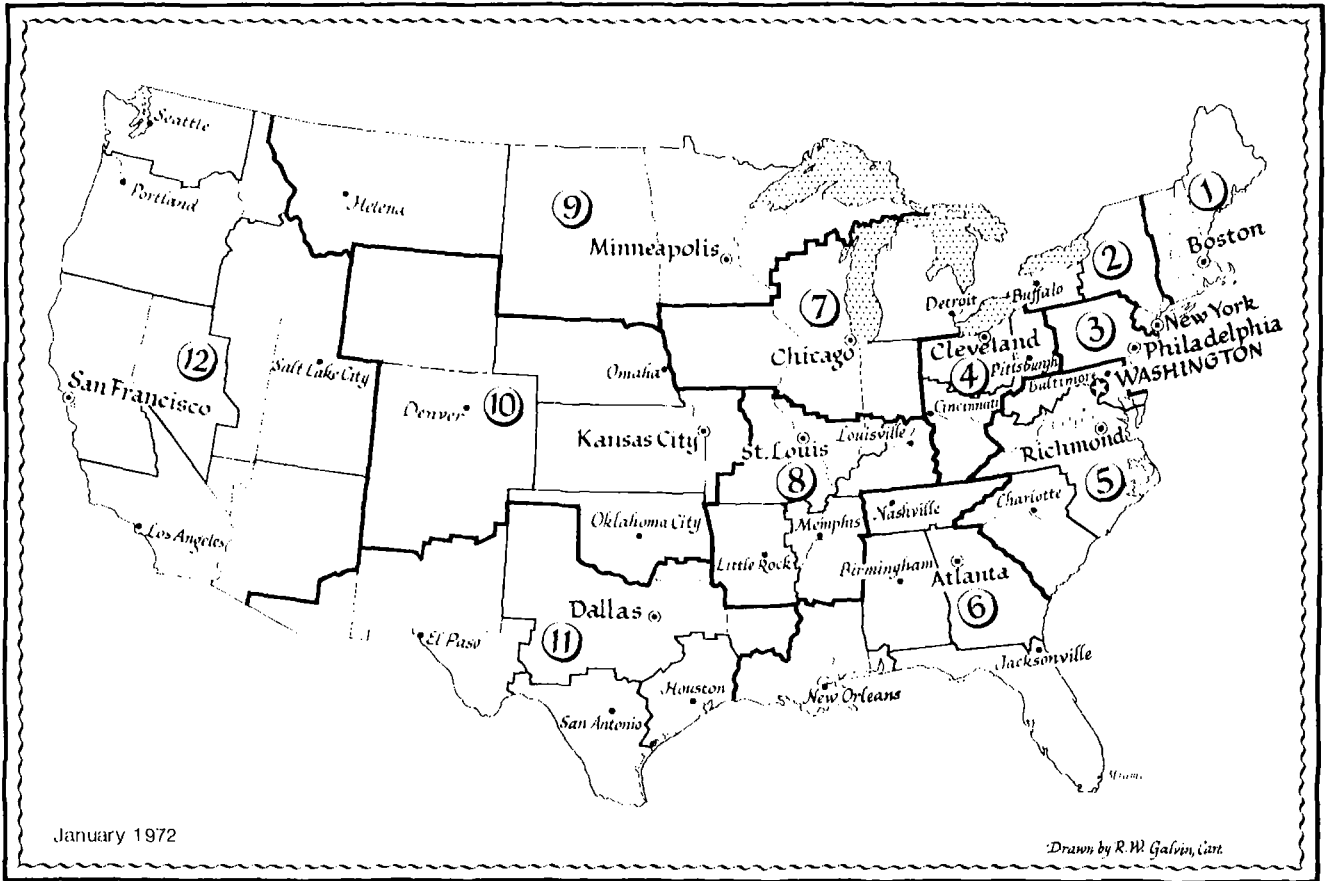 Seattle
Portland
Helena
9
Minneapolis
1
Boston
2
Detroit
Buffalo
7
Chicago
3
New York
Philadelphia
Cleveland
Pittsburgh
4
Baltimore
WASHINGTON
Cincinnati
12
San Francisco
Salt Lake City
Omaha
Denver
10
Kansas City
St. Louis
Louisville
8
Richmond
5
Los Angeles
Oklahoma City
Memphis
Nashville
Charlotte
Little Rock
Birmingham
Atlanta
6
Dallas
El Paso
11
Houston
San Antonio
New Orleans
Jacksonville
Miami
January 1972
Drawn by R.W. Galvin, Cart.